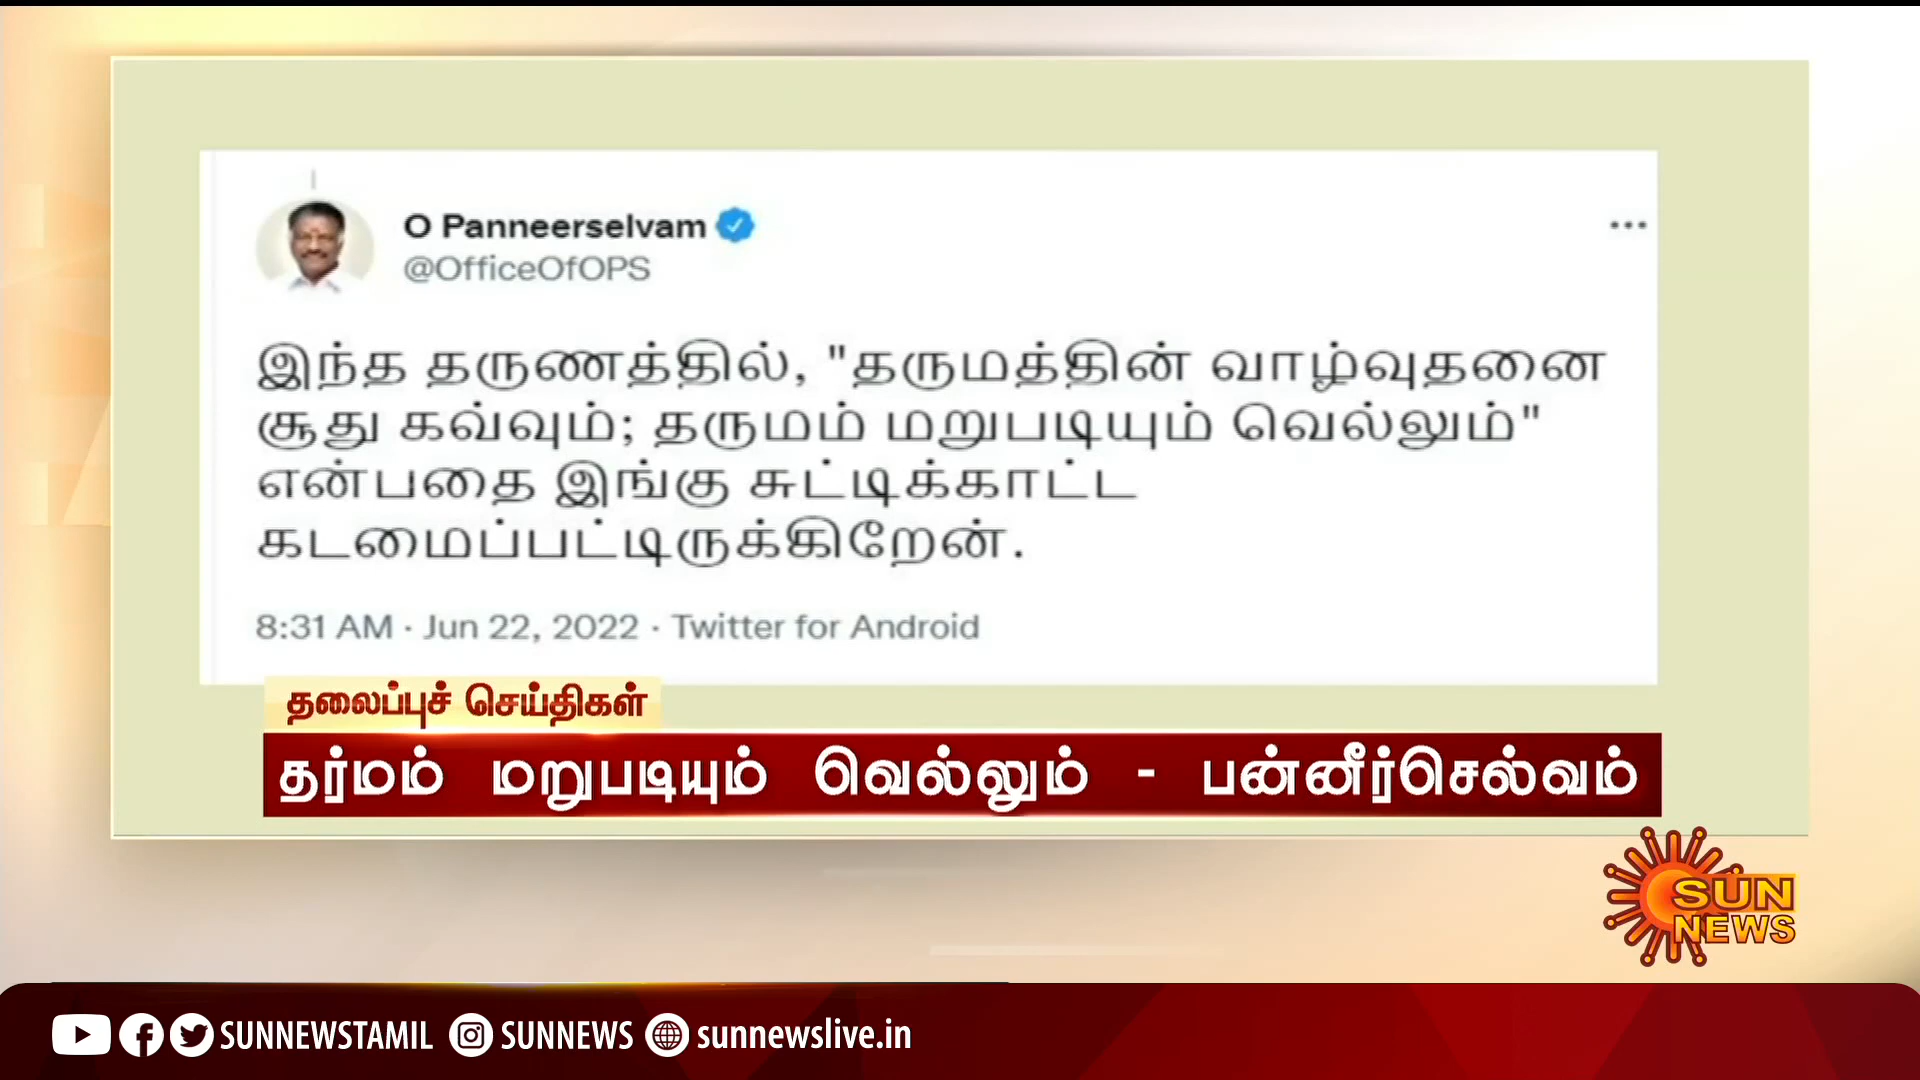 O Panneerselvam
@OfficeOfOPS
இந்த தருணத்தில், "தருமத்தின் வாழ்வுதனை
சூது கவ்வும்; தருமம் மறுபடியும் வெல்லும்"
என்பதை இங்கு சுட்டிக்காட்ட
கடமைப்பட்டிருக்கிறேன்.
8:31 AM · Jun 22, 2022 · Twitter for Android
தலைப்புச் செய்திகள்
தர்மம் மறுபடியும் வெல்லும் - பன்னீர்செல்வம்
SUN
NEWS
SUNNEWSTAMIL SUNNEWS sunnewslive.in